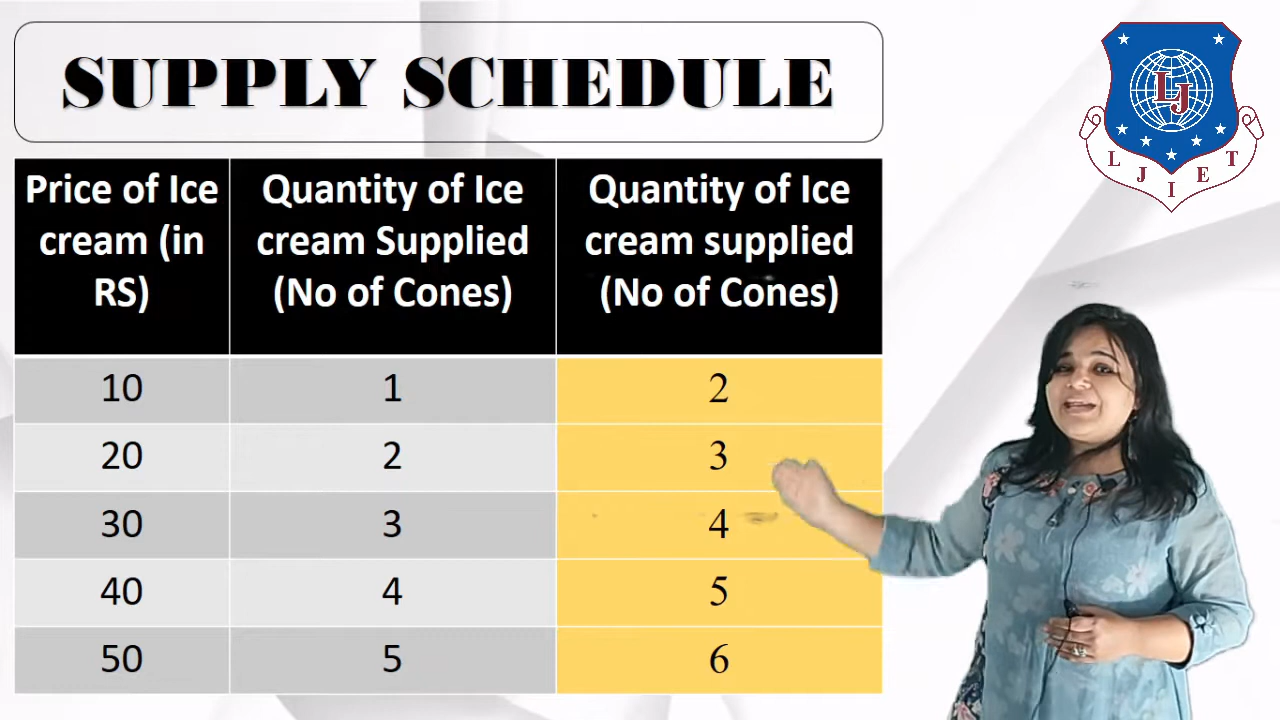 SUPPLY SCHEDULE
Price of Ice
cream (in
RS)
Quantity of Ice
cream Supplied
(No of Cones)
Quantity of Ice
cream supplied
(No of Cones)
10 1 2
20 2 3
30 3 4
40 4 5
50 5 6
LJ
L J I E T